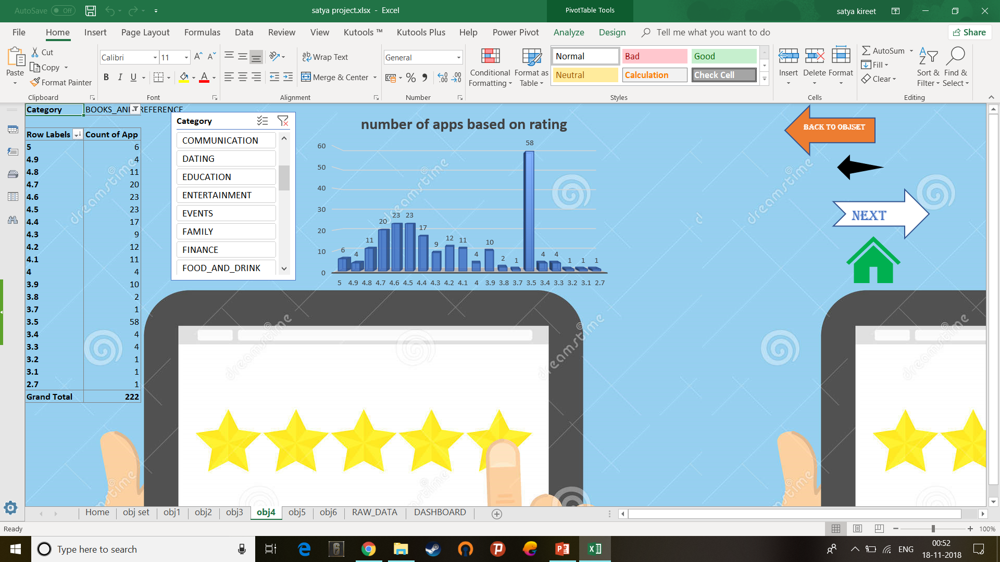 AutoSave Off
satya project.xlsx - Excel
PivotTable Tools
satya kireet
File Home Insert Page Layout Formulas Data Review View Kutools ™ Kutools Plus Help Power Pivot Analyze Design Tell me what you want to do Share
Paste
Cut
Copy
Format Painter
Clipboard
Calibri 11
B I U
Font
Wrap Text
Merge & Center
Alignment
General
Number
Conditional Formatting
Format as Table
Normal Bad Good
Neutral Calculation Check Cell
Styles
Insert Delete Format
Cells
AutoSum
Fill
Clear
Sort & Filter
Find & Select
Editing
Category BOOKS_AND_REFERENCE
Row Labels Count of App
5 6
4.9 4
4.8 11
4.7 20
4.6 23
4.5 23
4.4 17
4.3 9
4.2 12
4.1 11
4 4
3.9 10
3.8 2
3.7 1
3.5 58
3.4 4
3.3 4
3.2 1
3.1 1
2.7 1
Grand Total 222
Category
COMMUNICATION
DATING
EDUCATION
ENTERTAINMENT
EVENTS
FAMILY
FINANCE
FOOD_AND_DRINK
number of apps based on rating
60
50
40
30
20
10
0
6 4 11 20 23 23 17 9 12 11 4 10 2 1 58 4 4 1 1 1
5 4.9 4.8 4.7 4.6 4.5 4.4 4.3 4.2 4.1 4 3.9 3.8 3.7 3.5 3.4 3.3 3.2 3.1 2.7
BACK TO OBJSET
NEXT
dreamstime
dreamstime
dreamstime
dreamstime
dreamstime
dreamstime
dreamstime
dreamstime
dreamstime
dreamstime
Home obj set obj1 obj2 obj3 obj4 obj5 obj6 RAW_DATA DASHBOARD
Ready
100%
Type here to search
ENG
00:52
18-11-2018